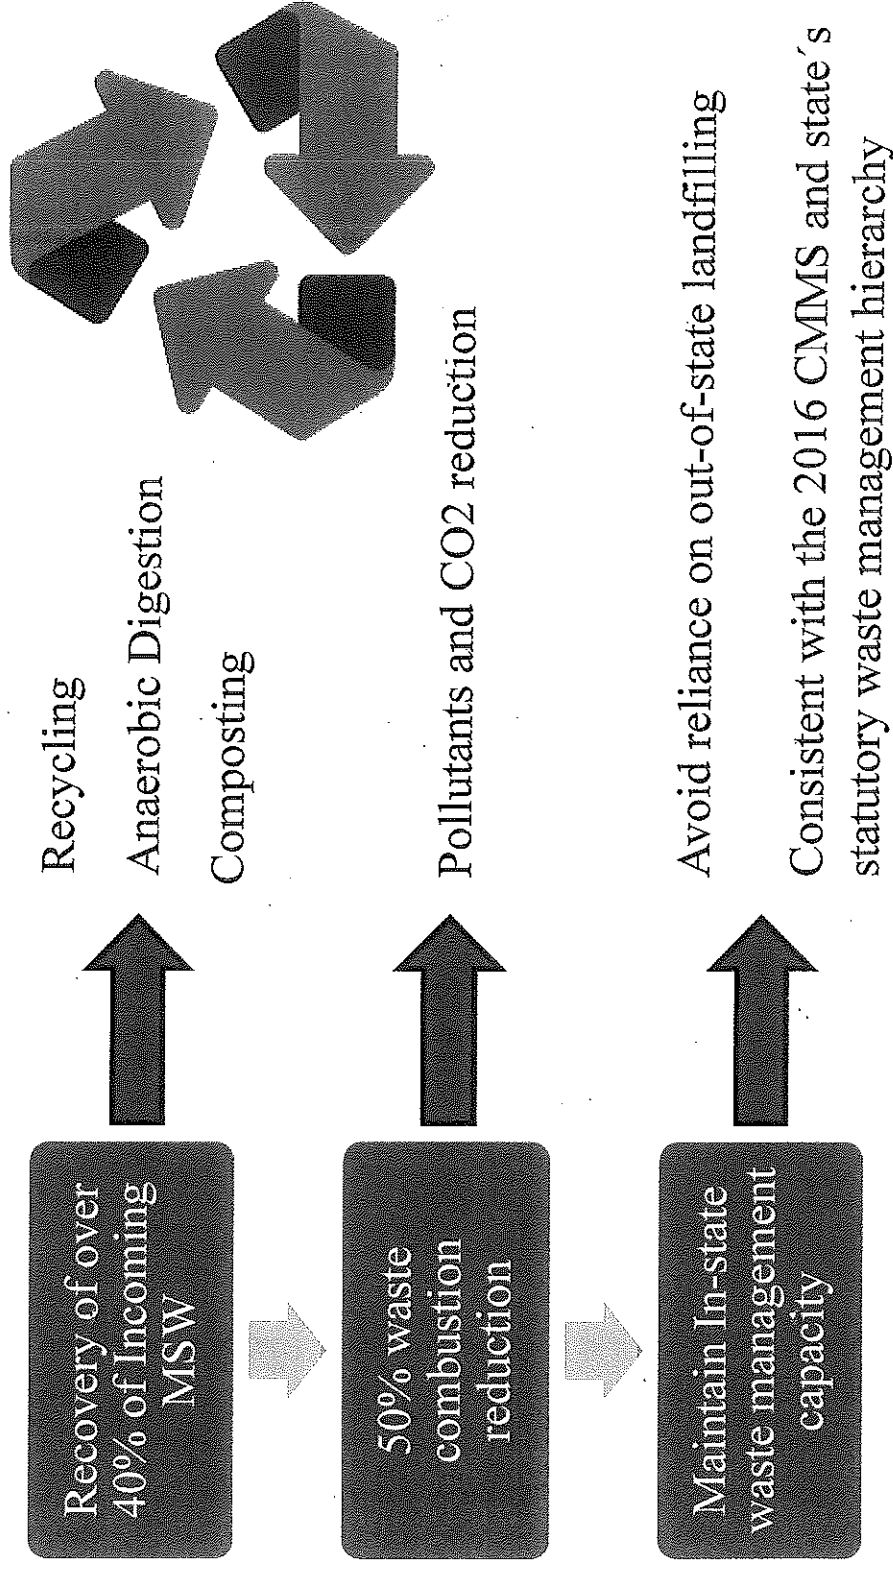 Recovery of over
40% of Incoming
MSW
Recycling
Anaerobic Digestion
Composting
50% waste
combustion
reduction
Pollutants and CO2 reduction
Maintain In-state
waste management
capacity
Avoid reliance on out-of-state landfilling
Consistent with the 2016 CMMS and state´s
statutory waste management hierarchy